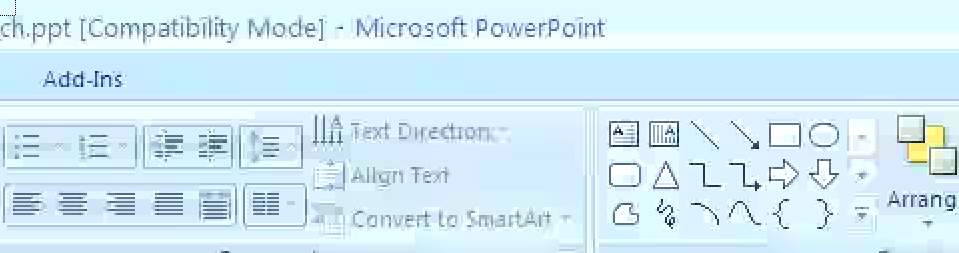 ch.ppt [Compatibility Mode] - Microsoft PowerPoint
Add-Ins
Text Direction
Align Text
Convert to SmartArt
Arrang